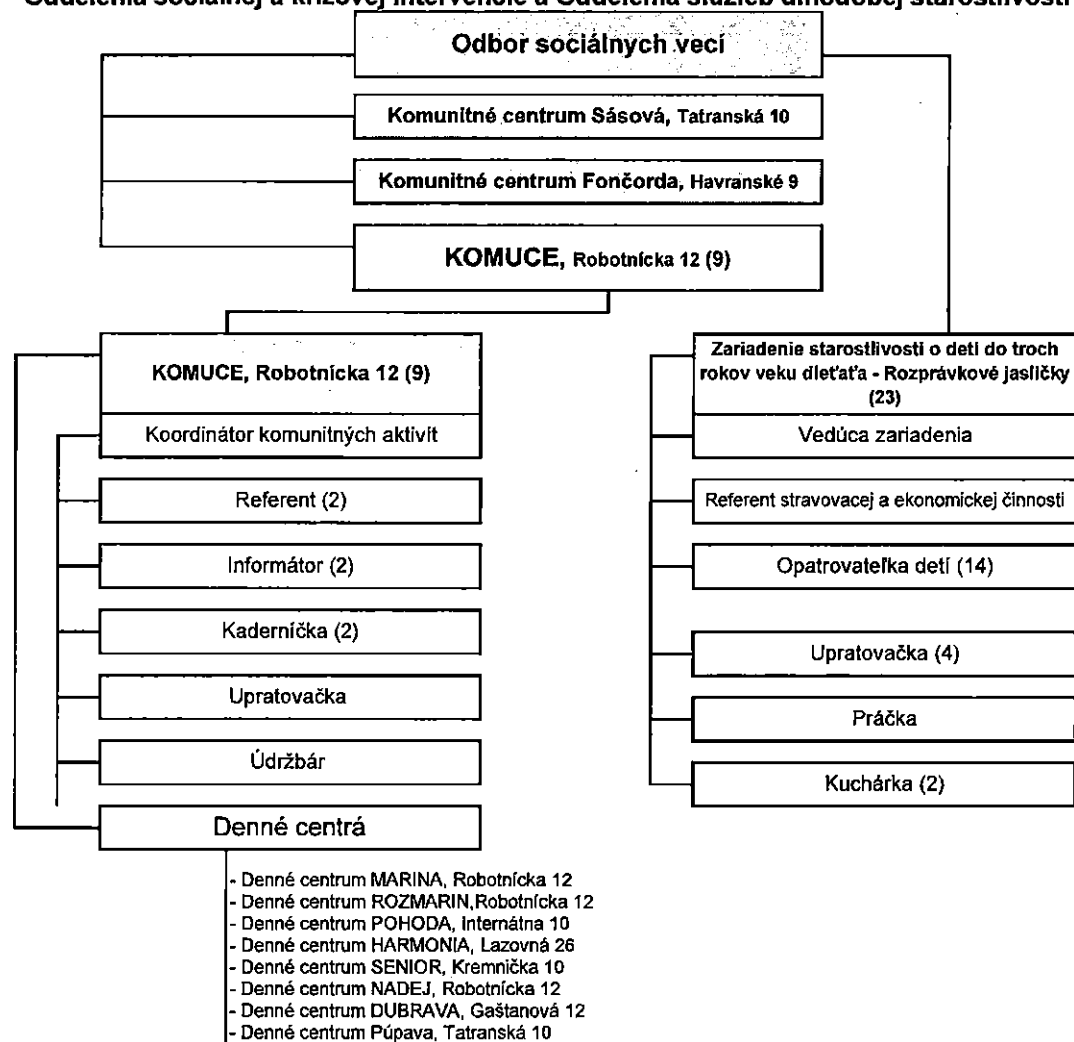 Oddelenia sociálnej a krízovej intervencie a Oddelenia služieb dlhodobej starostlivosti
Odbor sociálnych vecí
Komunitné centrum Sásová, Tatranská 10
Komunitné centrum Fončorda, Havranské 9
KOMUCE, Robotnícka 12 (9)
KOMUCE, Robotnícka 12 (9)
Koordinátor komunitných aktivít
Referent (2)
Informátor (2)
Kaderníčka (2)
Upratovačka
Údržbár
Denné centrá
- Denné centrum MARINA, Robotnícka 12
- Denné centrum ROZMARIN,Robotnícka 12
- Denné centrum POHODA, Internátna 10
- Denné centrum HARMONIA, Lazovná 26
- Denné centrum SENIOR, Kremnička 10
- Denné centrum NADEJ, Robotnícka 12
- Denné centrum DUBRAVA, Gaštanová 12
- Denné centrum Púpava, Tatranská 10
Zariadenie starostlivosti o deti do troch
rokov veku dieťaťa - Rozprávkové jasličky
(23)
Vedúca zariadenia
Referent stravovacej a ekonomickej činnosti
Opatrovateľka detí (14)
Upratovačka (4)
Práčka
Kuchárka (2)